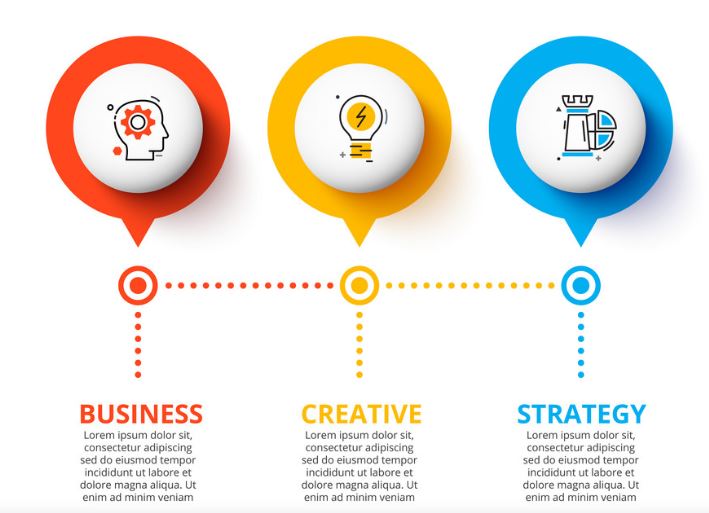 BUSINESS
Lorem ipsum dolor sit,
consectetur adipiscing
sed do eiusmod tempor
incididunt ut labore et
dolore magna aliqua. Ut
enim ad minim veniam
CREATIVE
Lorem ipsum dolor sit,
consectetur adipiscing
sed do eiusmod tempor
incididunt ut labore et
dolore magna aliqua. Ut
enim ad minim veniam
STRATEGY
Lorem ipsum dolor sit,
consectetur adipiscing
sed do eiusmod tempor
incididunt ut labore et
dolore magna aliqua. Ut
enim ad minim veniam